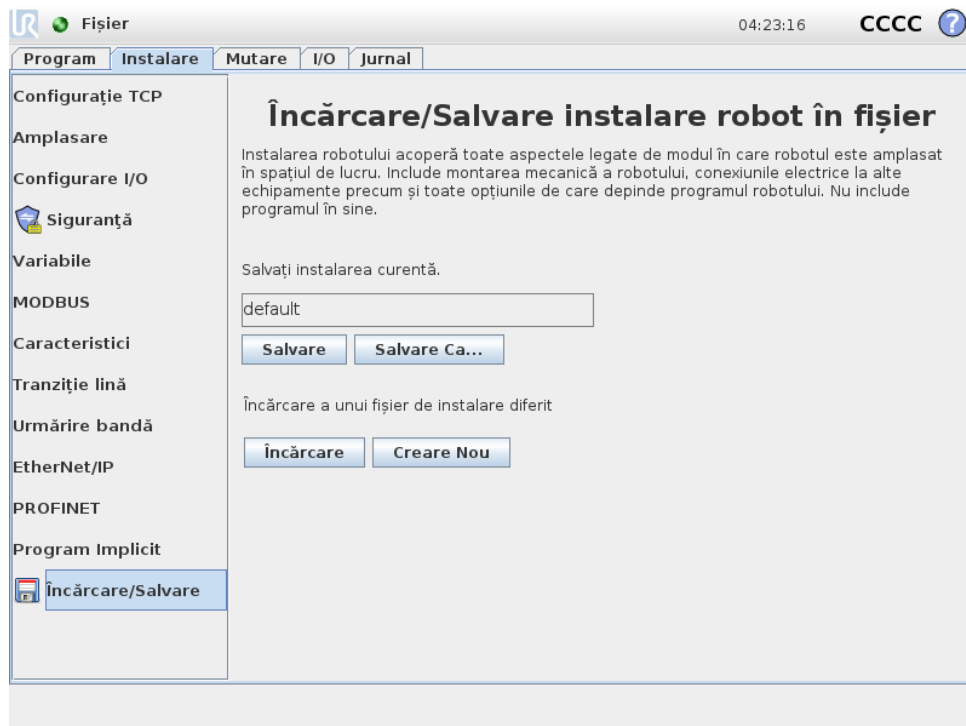 UR Fișier 04:23:16 CCCC ?
Program Instalare Mutare I/O Jurnal
Configurație TCP
Amplasare
Configurare I/O
Siguranță
Variabile
MODBUS
Caracteristici
Tranziție lină
Urmărire bandă
EtherNet/IP
PROFINET
Program Implicit
Încărcare/Salvare
Încărcare/Salvare instalare robot în fișier
Instalarea robotului acoperă toate aspectele legate de modul în care robotul este amplasat
în spațiul de lucru. Include montarea mecanică a robotului, conexiunile electrice la alte
echipamente precum și toate opțiunile de care depinde programul robotului. Nu include
programul în sine.
Salvați instalarea curentă.
default
Salvare Salvare Ca...
Încărcare a unui fișier de instalare diferit
Încărcare Creare Nou